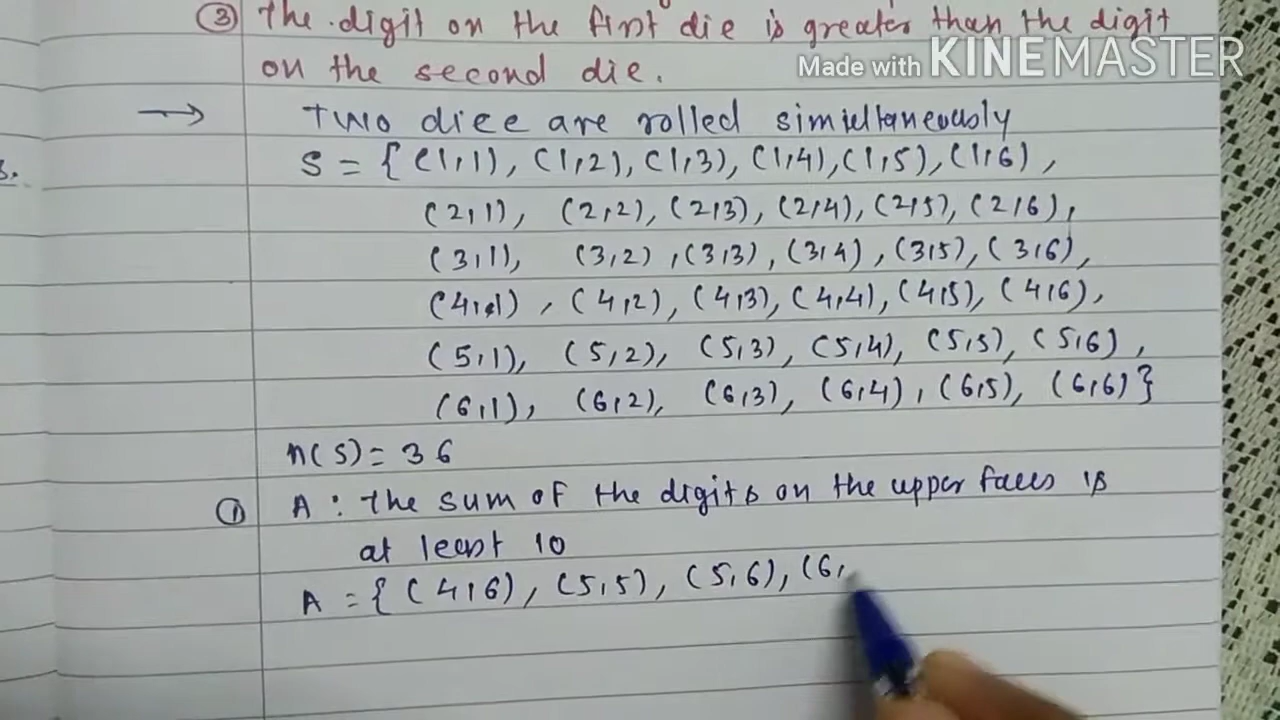 ③ The digit on the first die is greater than the digit
on the second die.
Made with KINEMASTER
→ Two dice are rolled simultaneously
S = { (1,1), (1,2), (1,3), (1,4), (1,5), (1,6),
(2,1), (2,2), (2,3), (2,4), (2,5), (2,6),
(3,1), (3,2), (3,3), (3,4), (3,5), (3,6),
(4,1), (4,2), (4,3), (4,4), (4,5), (4,6),
(5,1), (5,2), (5,3), (5,4), (5,5), (5,6),
(6,1), (6,2), (6,3), (6,4), (6,5), (6,6) }
n(S) = 36
① A : the sum of the digits on the upper faces is
at least 10
A = { (4,6), (5,5), (5,6), (6,